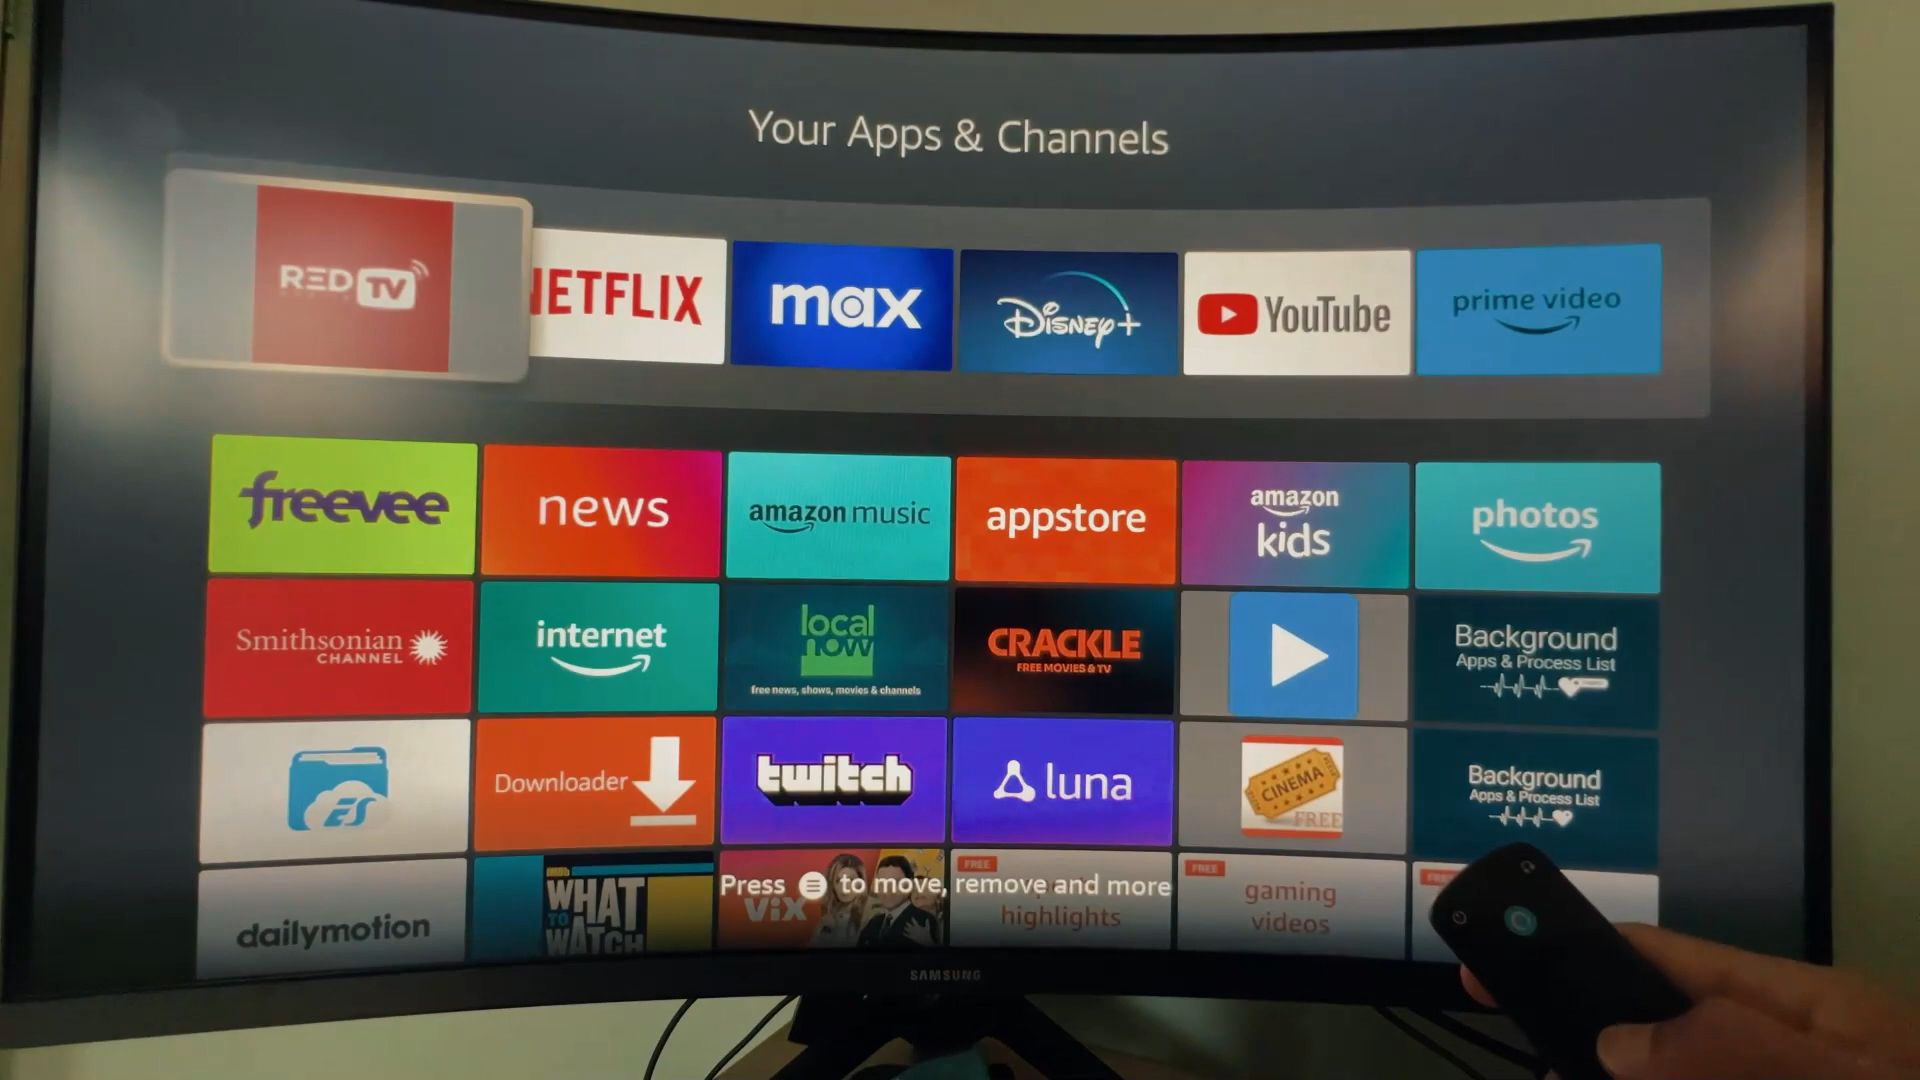 Your Apps & Channels
RED TV
NETFLIX
max
Disney+
YouTube
prime video
freevee
news
amazon music
appstore
amazon
kids
photos
Smithsonian
CHANNEL
internet
local
now
free news, shows, movies & channels
CRACKLE
FREE MOVIES & TV
Background
Apps & Process List
ES
Downloader
twitch
luna
CINEMA
FREE
Background
Apps & Process List
dailymotion
IMDb
WHAT
TO
WATCH
ViX
Press to move, remove and more
FREE
highlights
FREE
gaming
videos
FREE
SAMSUNG